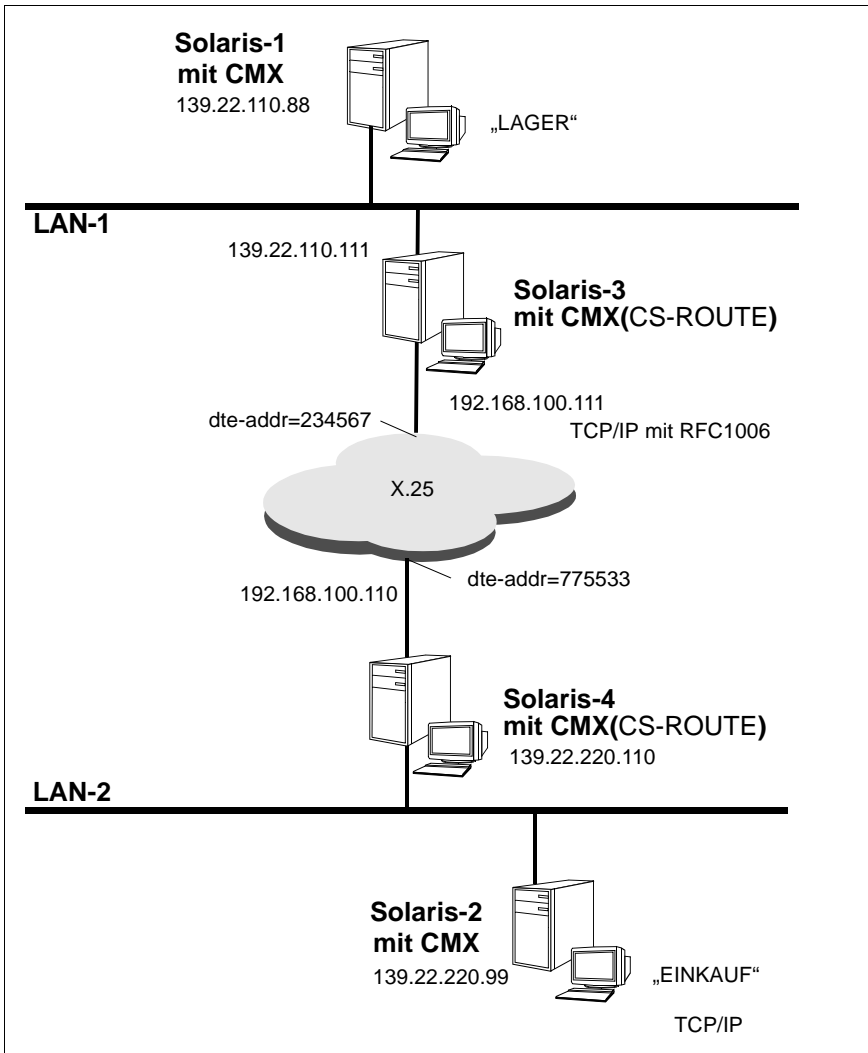 Solaris-1
mit CMX
139.22.110.88
„LAGER“
LAN-1
139.22.110.111
Solaris-3
mit CMX(CS-ROUTE)
192.168.100.111
dte-addr=234567
TCP/IP mit RFC1006
X.25
dte-addr=775533
192.168.100.110
Solaris-4
mit CMX(CS-ROUTE)
139.22.220.110
LAN-2
Solaris-2
mit CMX
139.22.220.99
„EINKAUF“
TCP/IP